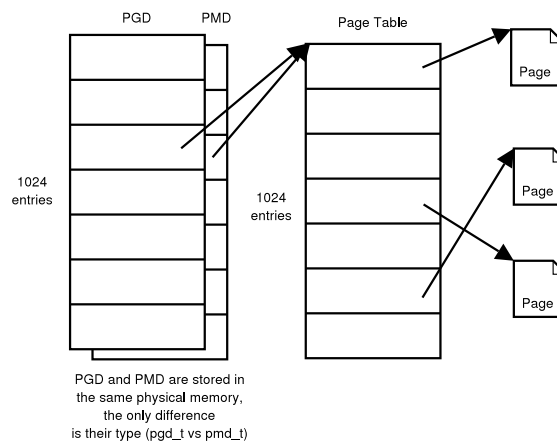 PGD
PMD
Page Table
Page
1024
entries
1024
entries
Page
Page
PGD and PMD are stored in
the same physical memory,
the only difference
is their type (pgd_t vs pmd_t)